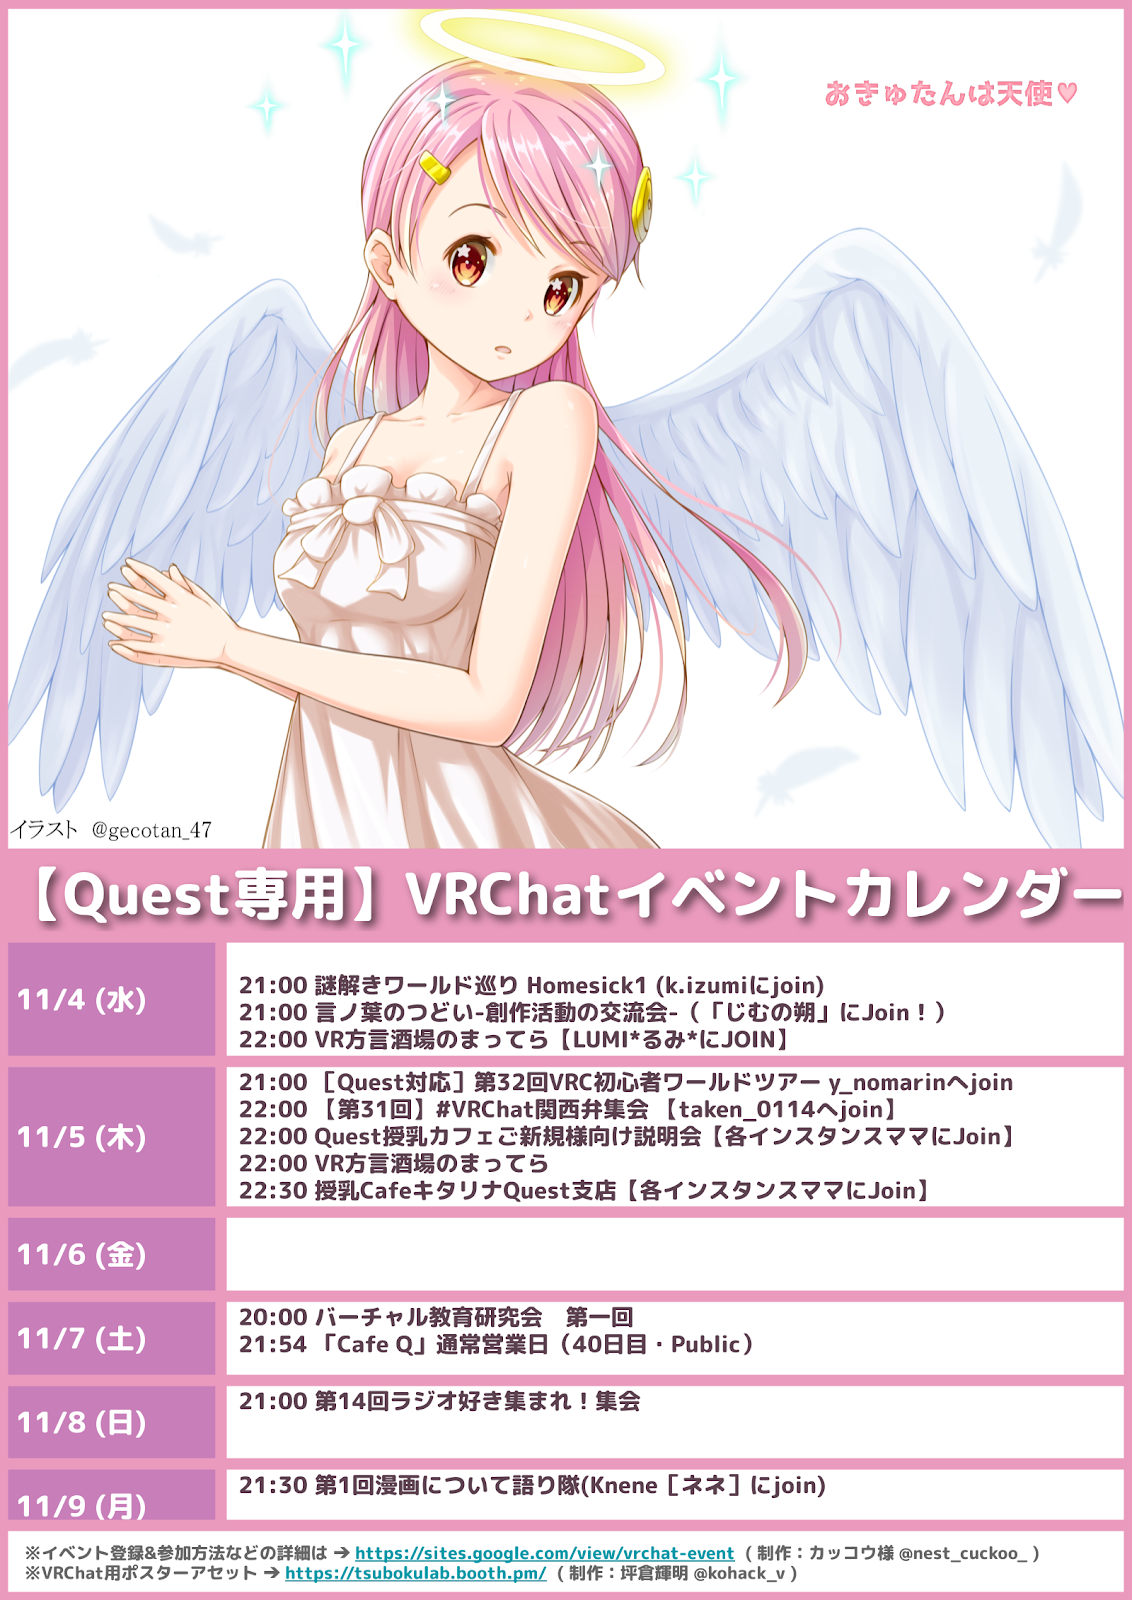 おきゅたんは天使♥
イラスト @gecotan_47
【Quest専用】VRChatイベントカレンダー
11/4 (水)
21:00 謎解きワールド巡り Homesick1 (k.izumiにjoin)
21:00 言ノ葉のつどい-創作活動の交流会-（「じむの朔」にJoin！）
22:00 VR方言酒場のまってら【LUMI*るみ*にJOIN】
11/5 (木)
21:00 ［Quest対応］第32回VRC初心者ワールドツアー y_nomarinへjoin
22:00 【第31回】#VRChat関西弁集会 【taken_0114へjoin】
22:00 Quest授乳カフェご新規様向け説明会【各インスタンスママにJoin】
22:00 VR方言酒場のまってら
22:30 授乳CafeキタリナQuest支店【各インスタンスママにJoin】
11/6 (金)
11/7 (土)
20:00 バーチャル教育研究会　第一回
21:54 「Cafe Q」通常営業日（40日目・Public）
11/8 (日)
21:00 第14回ラジオ好き集まれ！集会
11/9 (月)
21:30 第1回漫画について語り隊(Knene［ネネ］にjoin)
※イベント登録&参加方法などの詳細は → https://sites.google.com/view/vrchat-event ( 制作：カッコウ様 @nest_cuckoo_ )
※VRChat用ポスターアセット → https://tsubokulab.booth.pm/ ( 制作：坪倉輝明 @kohack_v )